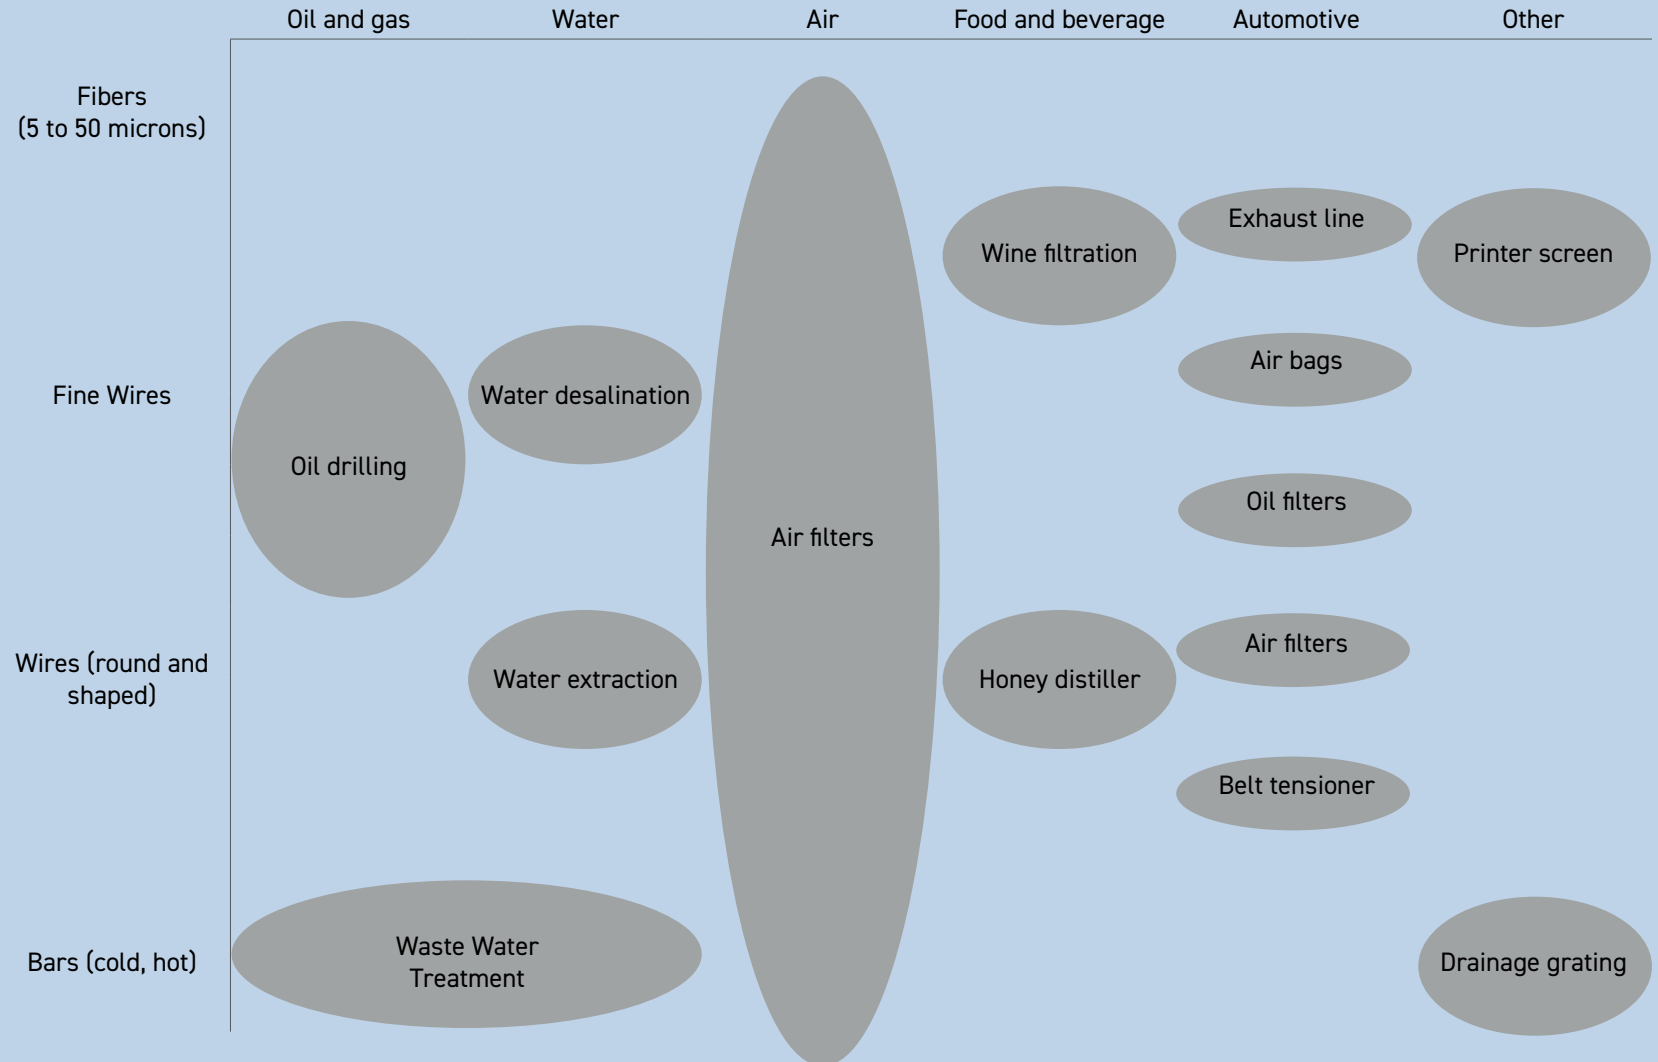 Oil and gas
Water
Air
Food and beverage
Automotive
Other
Fibers
(5 to 50 microns)
Exhaust line
Wine filtration
Printer screen
Air bags
Fine Wires
Water desalination
Oil drilling
Oil filters
Air filters
Air filters
Wires (round and
shaped)
Water extraction
Honey distiller
Belt tensioner
Bars (cold, hot)
Waste Water
Treatment
Drainage grating